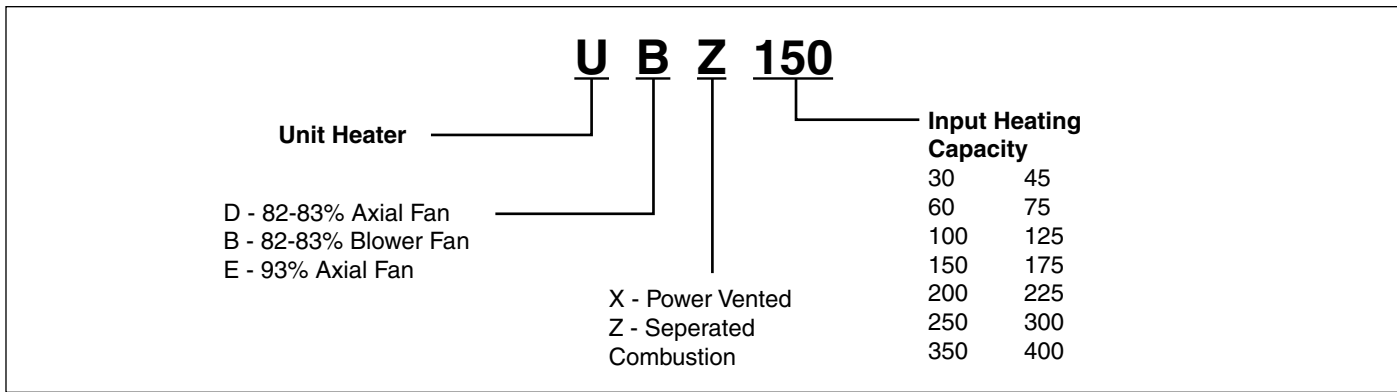 U B Z 150
Unit Heater
D - 82-83% Axial Fan
B - 82-83% Blower Fan
E - 93% Axial Fan
X - Power Vented
Z - Seperated
Combustion
Input Heating
Capacity
30 45
60 75
100 125
150 175
200 225
250 300
350 400